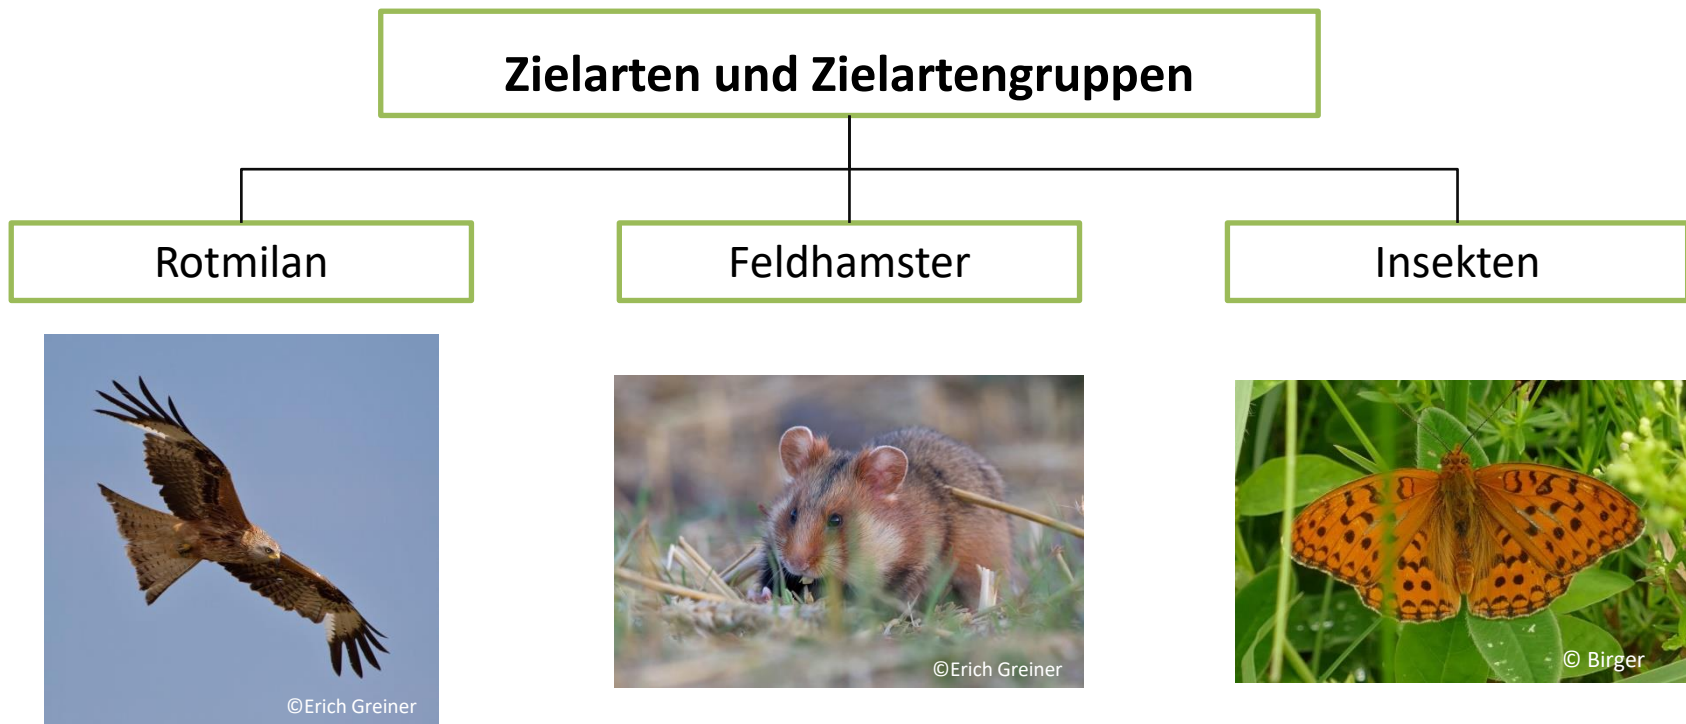 Zielarten und Zielartengruppen
Rotmilan
Feldhamster
Insekten
©Erich Greiner
©Erich Greiner
© Birger